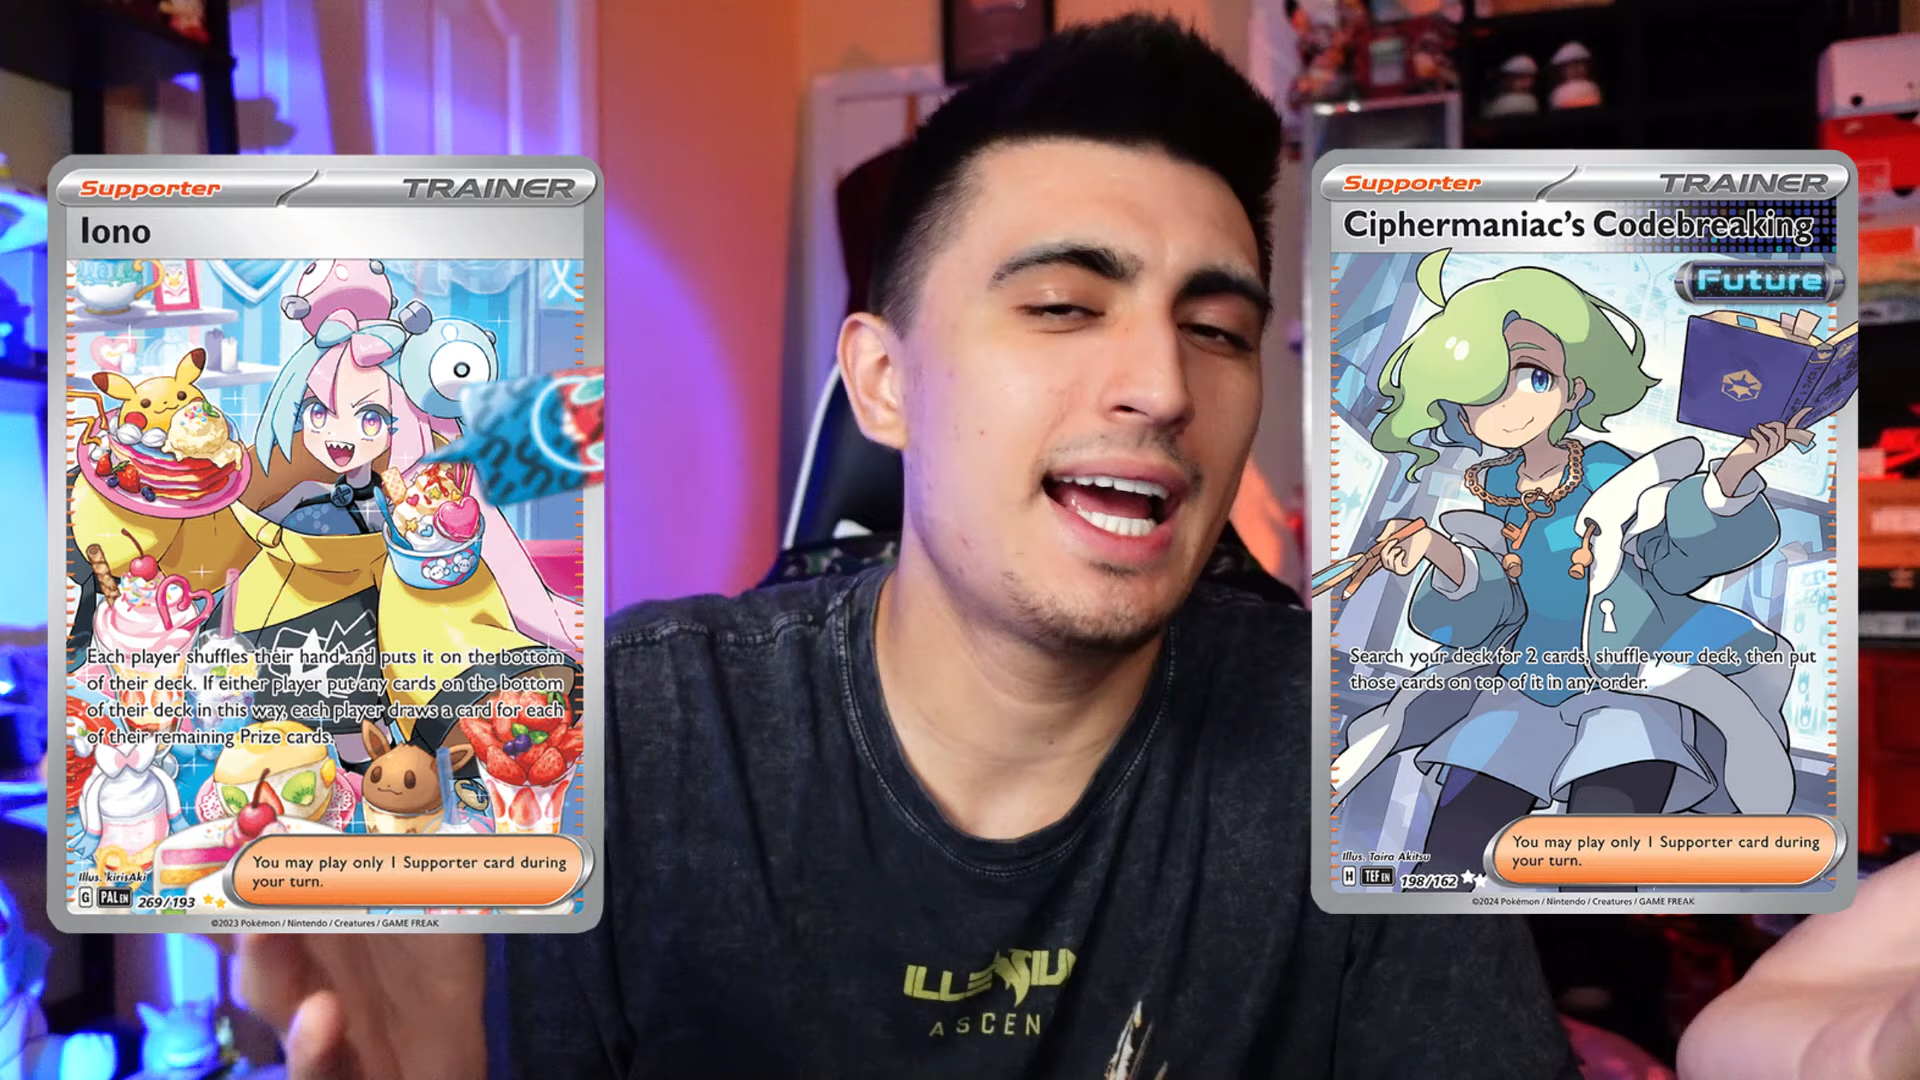 Supporter
TRAINER
Iono
Each player shuffles their hand and puts it on the bottom
of their deck. If either player put any cards on the bottom
of their deck in this way, each player draws a card for each
of their remaining Prize cards.
You may play only 1 Supporter card during
your turn.
Illus. kirisAki
G PAL EN 269/193
©2023 Pokémon / Nintendo / Creatures / GAME FREAK
ILLENIUM
ASCEN
Supporter
TRAINER
Ciphermaniac's Codebreaking
Future
Search your deck for 2 cards, shuffle your deck, then put
those cards on top of it in any order.
You may play only 1 Supporter card during
your turn.
Illus. Taira Akitsu
H TEF EN 198/162
©2024 Pokémon / Nintendo / Creatures / GAME FREAK